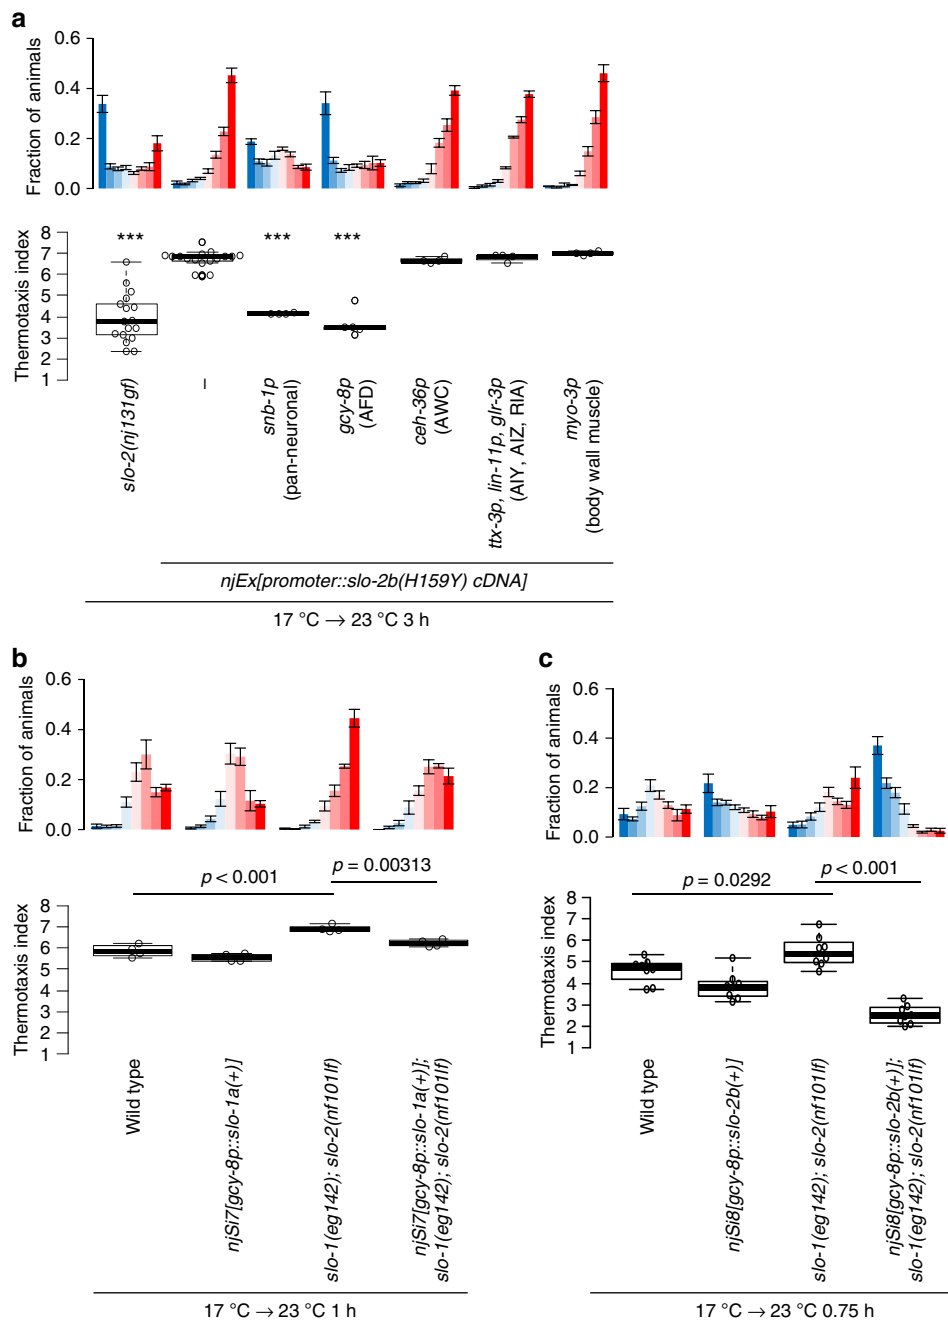 a
Fraction of animals
0.6
0.4
0.2
0.0
Thermotaxis index
8
7
6
5
4
3
2
1
***
***
***
slo-2(nj131gf)
–
snb-1p
(pan-neuronal)
gcy-8p
(AFD)
ceh-36p
(AWC)
ttx-3p, lin-11p, glr-3p
(AIY, AIZ, RIA)
myo-3p
(body wall muscle)
njEx[promoter::slo-2b(H159Y) cDNA]
17 °C → 23 °C 3 h
b
Fraction of animals
0.6
0.4
0.2
0.0
p < 0.001
p = 0.00313
Thermotaxis index
8
7
6
5
4
3
2
1
Wild type
njSi7[gcy-8p::slo-1a(+)]
slo-1(eg142); slo-2(nf101lf)
njSi7[gcy-8p::slo-1a(+)];
slo-1(eg142); slo-2(nf101lf)
17 °C → 23 °C 1 h
c
Fraction of animals
0.6
0.4
0.2
0.0
p = 0.0292
p < 0.001
Thermotaxis index
8
7
6
5
4
3
2
1
Wild type
njSi8[gcy-8p::slo-2b(+)]
slo-1(eg142); slo-2(nf101lf)
njSi8[gcy-8p::slo-2b(+)];
slo-1(eg142); slo-2(nf101lf)
17 °C → 23 °C 0.75 h